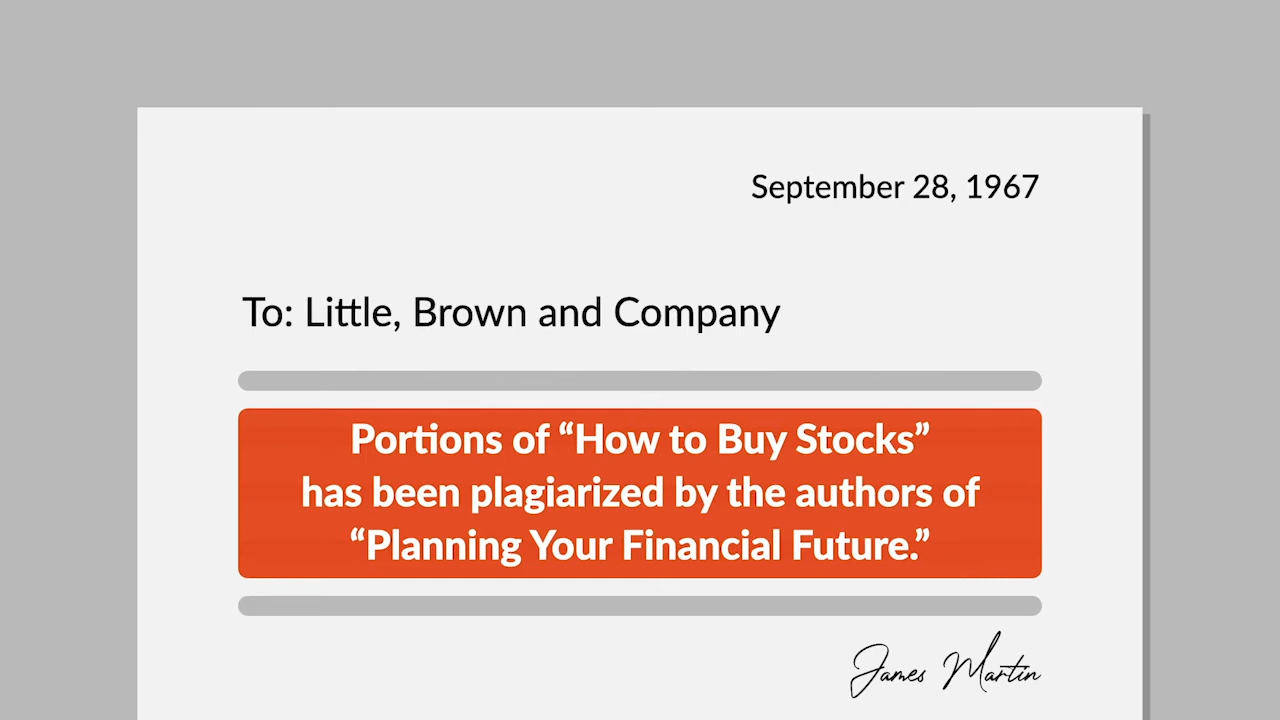 September 28, 1967
To: Little, Brown and Company
Portions of “How to Buy Stocks”
has been plagiarized by the authors of
“Planning Your Financial Future.”
James Martin